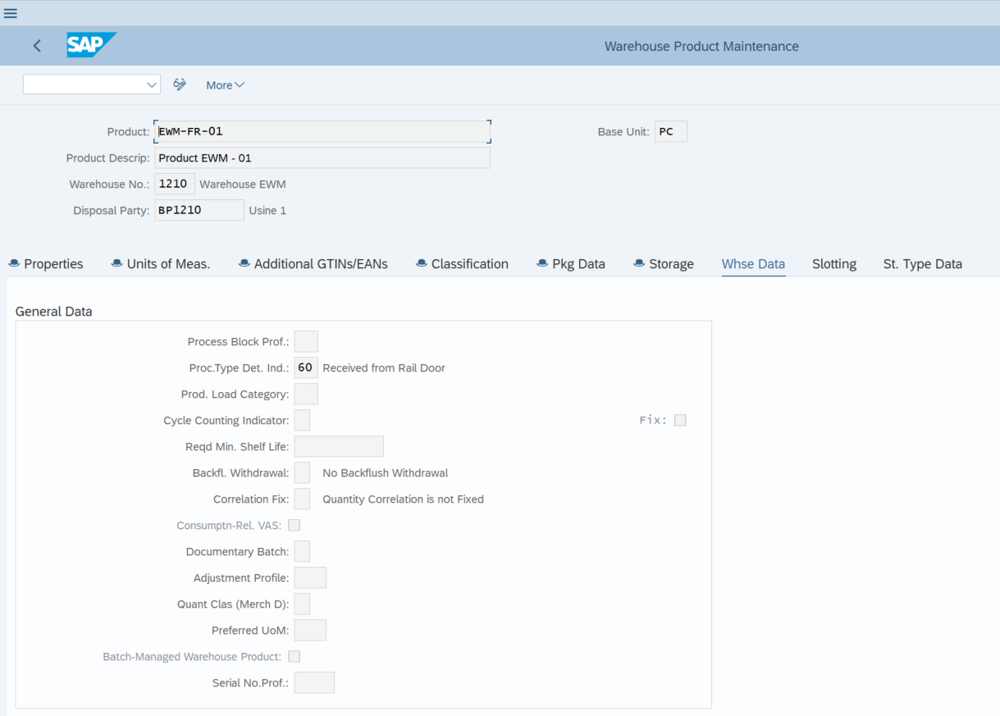 SAP
Warehouse Product Maintenance
More
Product: EWM-FR-01 Base Unit: PC
Product Descrip: Product EWM - 01
Warehouse No.: 1210 Warehouse EWM
Disposal Party: BP1210 Usine 1
Properties Units of Meas. Additional GTINs/EANs Classification Pkg Data Storage Whse Data Slotting St. Type Data
General Data
Process Block Prof.:
Proc.Type Det. Ind.: 60 Received from Rail Door
Prod. Load Category:
Cycle Counting Indicator: Fix:
Reqd Min. Shelf Life:
Backfl. Withdrawal: No Backflush Withdrawal
Correlation Fix: Quantity Correlation is not Fixed
Consumptn-Rel. VAS:
Documentary Batch:
Adjustment Profile:
Quant Clas (Merch D):
Preferred UoM:
Batch-Managed Warehouse Product:
Serial No.Prof.: